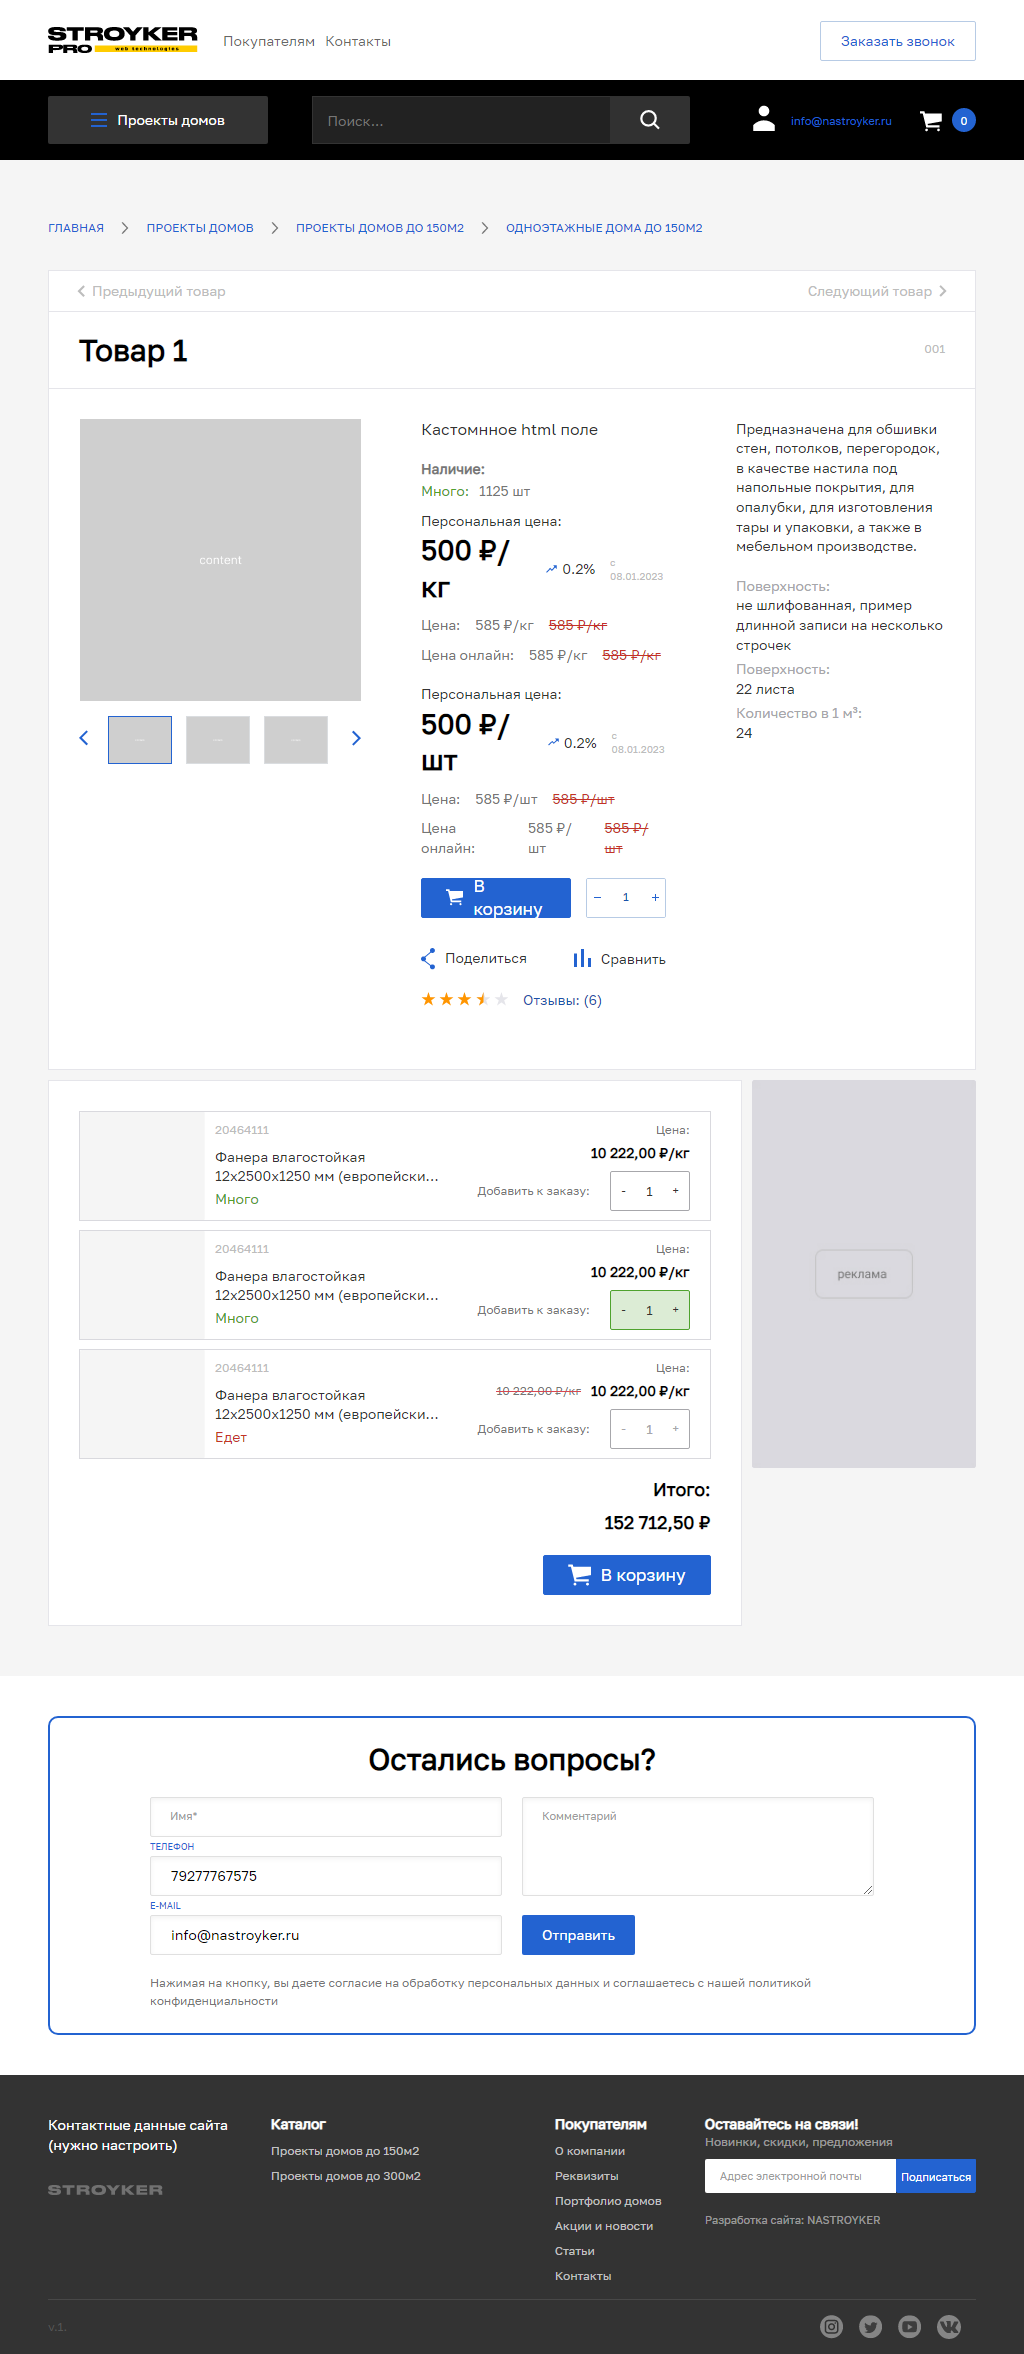 STROYKER
PRO web technologies
Покупателям Контакты
Заказать звонок
Проекты домов
Поиск...
info@nastroyker.ru
0
ГЛАВНАЯ
ПРОЕКТЫ ДОМОВ
ПРОЕКТЫ ДОМОВ ДО 150М2
ОДНОЭТАЖНЫЕ ДОМА ДО 150М2
Предыдущий товар
Следующий товар
Товар 1
001
content
Кастомнное html поле
Наличие:
Много: 1125 шт
Персональная цена:
500 ₽/
кг
0.2%
с
08.01.2023
Цена: 585 ₽/кг 585 ₽/кг
Цена онлайн: 585 ₽/кг 585 ₽/кг
Персональная цена:
500 ₽/
шт
0.2%
с
08.01.2023
Цена: 585 ₽/шт 585 ₽/шт
Цена
онлайн:
585 ₽/
шт
585 ₽/
шт
В
корзину
− 1 +
Поделиться
Сравнить
Отзывы: (6)
Предназначена для обшивки
стен, потолков, перегородок,
в качестве настила под
напольные покрытия, для
опалубки, для изготовления
тары и упаковки, а также в
мебельном производстве.
Поверхность:
не шлифованная, пример
длинной записи на несколько
строчек
Поверхность:
22 листа
Количество в 1 м³:
24
20464111
Фанера влагостойкая
12x2500x1250 мм (европейски...
Много
Цена:
10 222,00 ₽/кг
Добавить к заказу:
- 1 +
20464111
Фанера влагостойкая
12x2500x1250 мм (европейски...
Много
Цена:
10 222,00 ₽/кг
Добавить к заказу:
- 1 +
20464111
Фанера влагостойкая
12x2500x1250 мм (европейски...
Едет
Цена:
10 222,00 ₽/кг 10 222,00 ₽/кг
Добавить к заказу:
- 1 +
Итого:
152 712,50 ₽
В корзину
реклама
Остались вопросы?
Имя*
ТЕЛЕФОН
79277767575
E-MAIL
info@nastroyker.ru
Комментарий
Отправить
Нажимая на кнопку, вы даете согласие на обработку персональных данных и соглашаетесь с нашей политикой
конфиденциальности
Контактные данные сайта
(нужно настроить)
STROYKER
Каталог
Проекты домов до 150м2
Проекты домов до 300м2
Покупателям
О компании
Реквизиты
Портфолио домов
Акции и новости
Статьи
Контакты
Оставайтесь на связи!
Новинки, скидки, предложения
Адрес электронной почты
Подписаться
Разработка сайта: NASTROYKER
v.1.